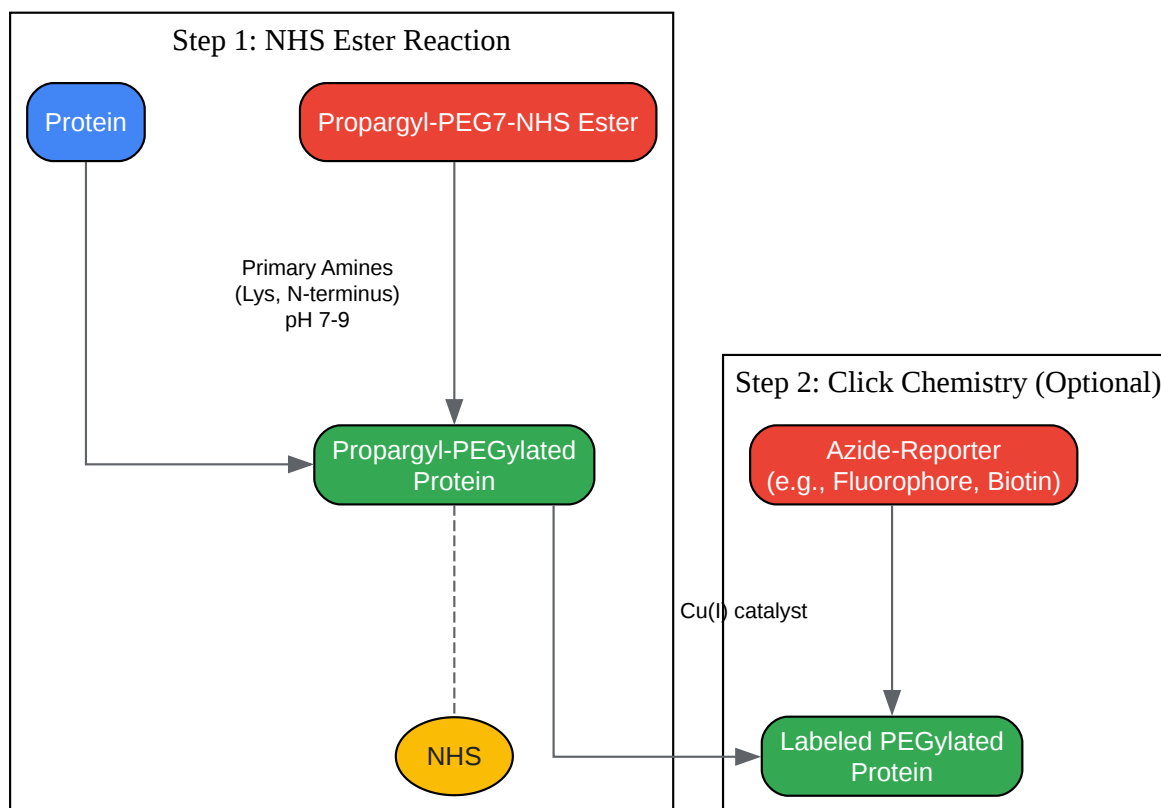 Step 1: NHS Ester Reaction
Protein
Propargyl-PEG7-NHS Ester
Primary Amines
(Lys, N-terminus)
pH 7-9
Propargyl-PEGylated
Protein
NHS
Step 2: Click Chemistry (Optional)
Azide-Reporter
(e.g., Fluorophore, Biotin)
Cu(I) catalyst
Labeled PEGylated
Protein